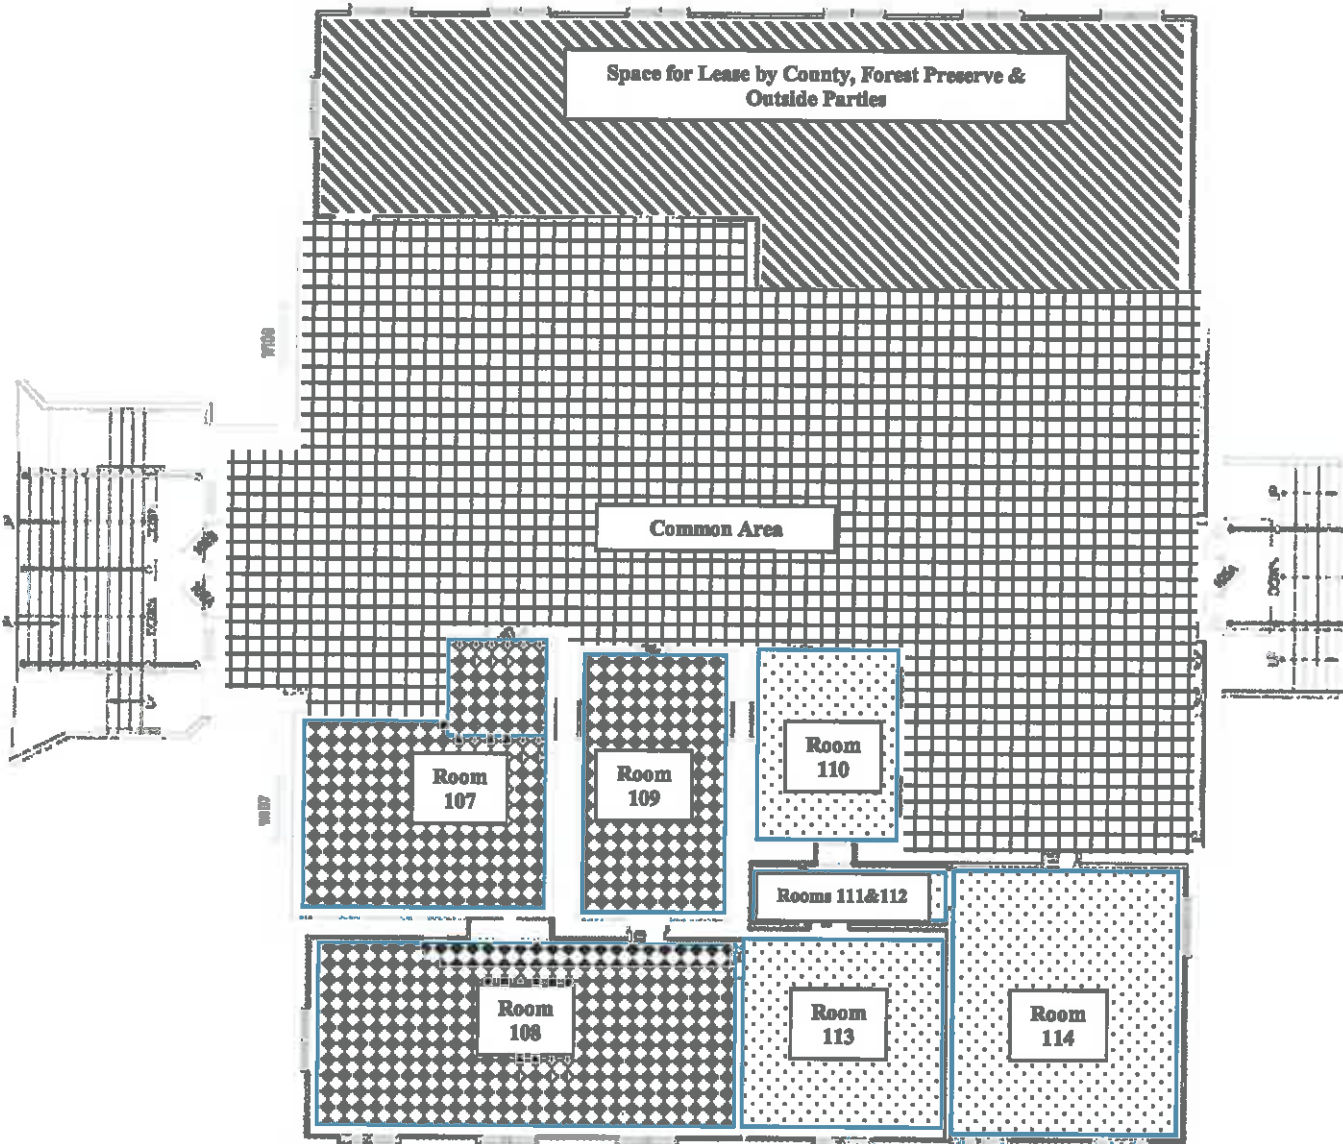 Space for Lease by County, Forest Preserve &
Outside Parties
Common Area
Room
107
Room
109
Room
110
Rooms 111&112
Room
108
Room
113
Room
114